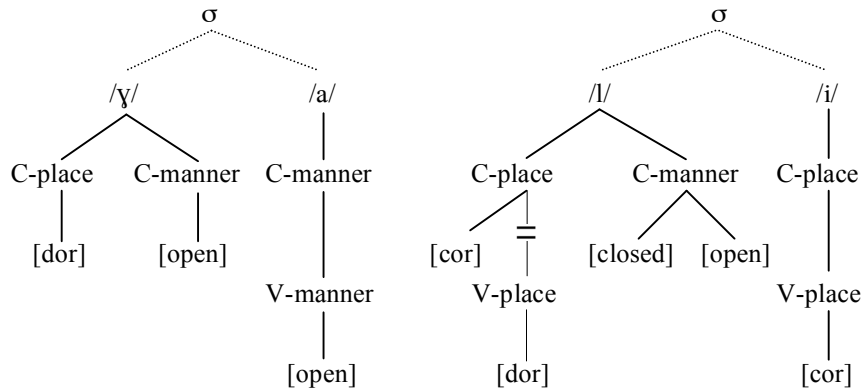 σ σ
/ɣ/ /a/ /l/ /i/
C-place C-manner C-manner C-place C-manner C-place
[dor] [open] [cor] [closed] [open]
V-manner V-place V-place
[open] [dor] [cor]